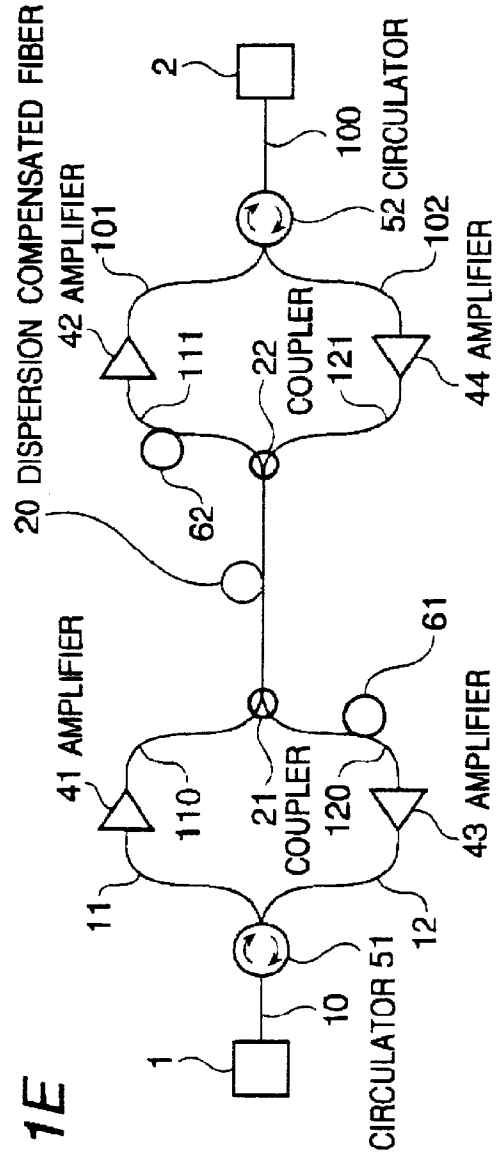 1E
20 DISPERSION COMPENSATED FIBER
41 AMPLIFIER
42 AMPLIFIER
11
110
111
101
62
1
10
CIRCULATOR 51
21
COUPLER
22
COUPLER
52 CIRCULATOR
100
2
12
120
61
121
102
43 AMPLIFIER
44 AMPLIFIER